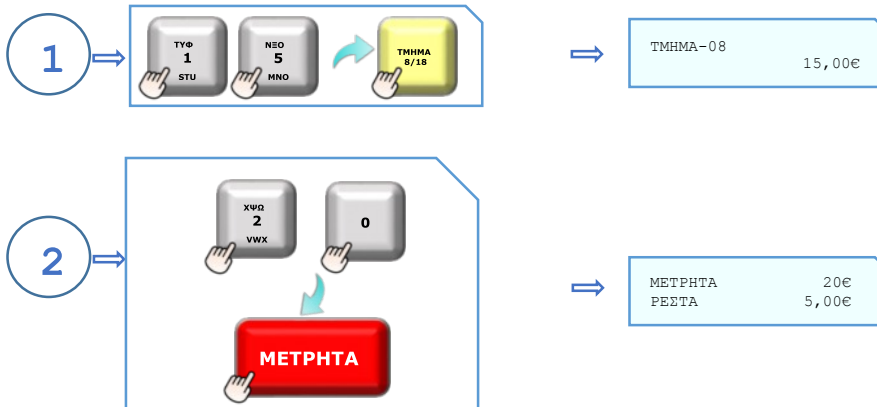 1
ΤΥΦ
1
STU
ΝΞΟ
5
MNO
ΤΜΗΜΑ
8/18
ΤΜΗΜΑ-08
15,00€
2
ΧΨΩ
2
VWX
0
ΜΕΤΡΗΤΑ
ΜΕΤΡΗΤΑ 20€
ΡΕΣΤΑ 5,00€